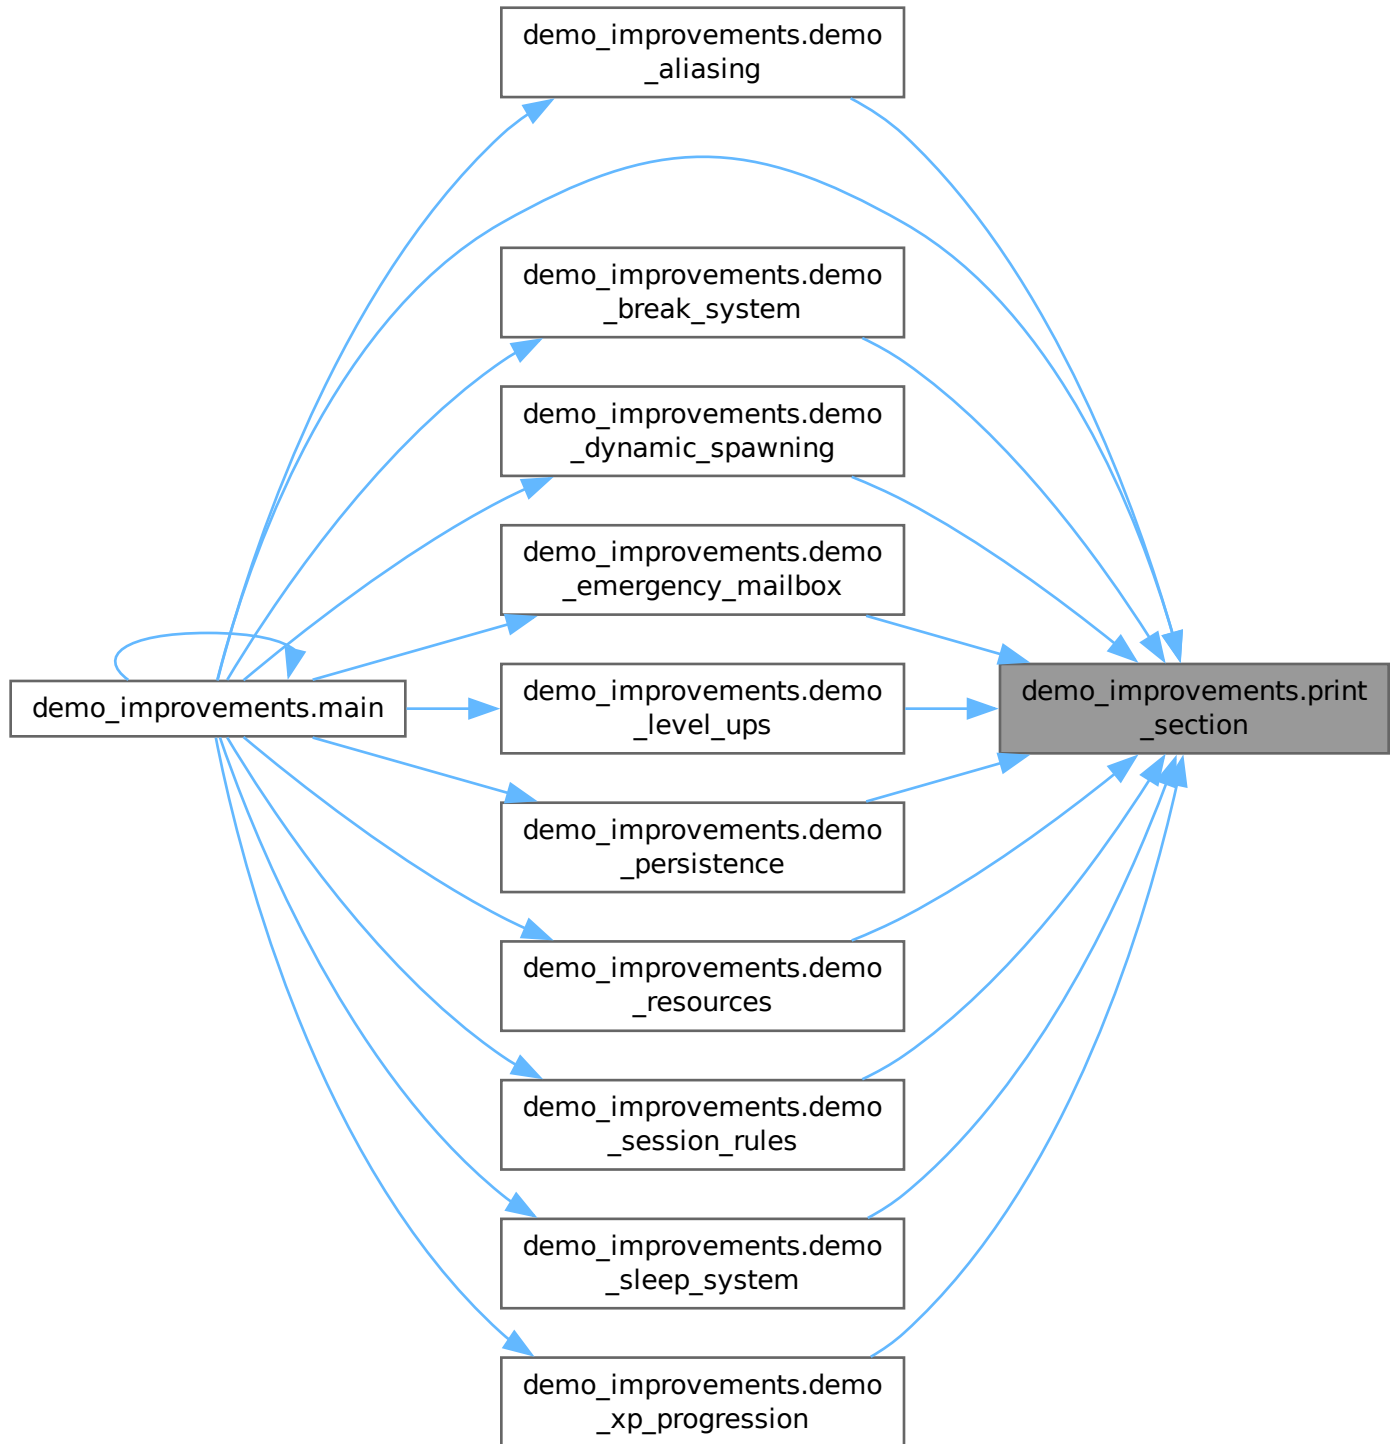 demo_improvements.demo
_aliasing
demo_improvements.demo
_break_system
demo_improvements.demo
_dynamic_spawning
demo_improvements.demo
_emergency_mailbox
demo_improvements.main
demo_improvements.demo
_level_ups
demo_improvements.print
_section
demo_improvements.demo
_persistence
demo_improvements.demo
_resources
demo_improvements.demo
_session_rules
demo_improvements.demo
_sleep_system
demo_improvements.demo
_xp_progression